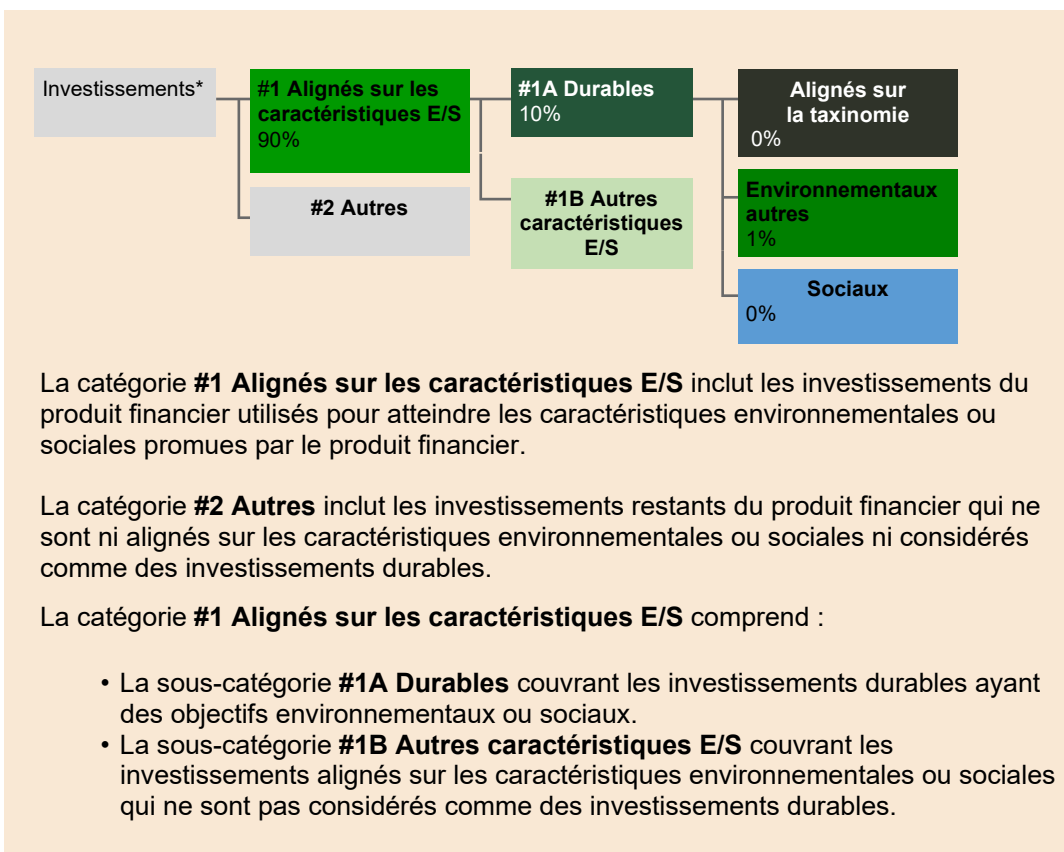 Investissements*
#1 Alignés sur les
caractéristiques E/S
90%
#2 Autres
#1A Durables
10%
#1B Autres
caractéristiques
E/S
Alignés sur
la taxinomie
0%
Environnementaux
autres
1%
Sociaux
0%
La catégorie #1 Alignés sur les caractéristiques E/S inclut les investissements du
produit financier utilisés pour atteindre les caractéristiques environnementales ou
sociales promues par le produit financier.
La catégorie #2 Autres inclut les investissements restants du produit financier qui ne
sont ni alignés sur les caractéristiques environnementales ou sociales ni considérés
comme des investissements durables.
La catégorie #1 Alignés sur les caractéristiques E/S comprend :
• La sous-catégorie #1A Durables couvrant les investissements durables ayant
des objectifs environnementaux ou sociaux.
• La sous-catégorie #1B Autres caractéristiques E/S couvrant les
investissements alignés sur les caractéristiques environnementales ou sociales
qui ne sont pas considérés comme des investissements durables.